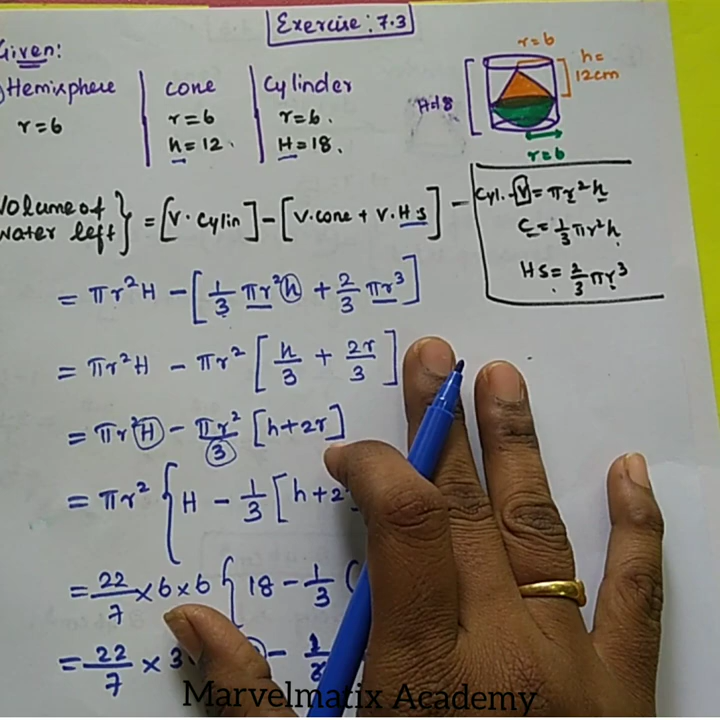 Exercise: 7.3
Given:
Hemisphere | cone | Cylinder
r=6 | r=6 | r=6.
h=12. | H=18.
r=6
h=
12cm
H=18
r=6
Volume of
water left} = [V. Cylin] - [V.cone + V.HS]
Cyl. - V = πr²h
C = 1/3 πr²h
HS = 2/3 πr³
= πr²H - [1/3 πr²h + 2/3 πr³]
= πr²H - πr² [h/3 + 2r/3]
= πr²H - πr²/3 [h+2r]
= πr² {H - 1/3 [h+2
= 22/7 × 6×6 { 18 - 1/3 (
= 22/7 × 3
Marvelmatix Academy